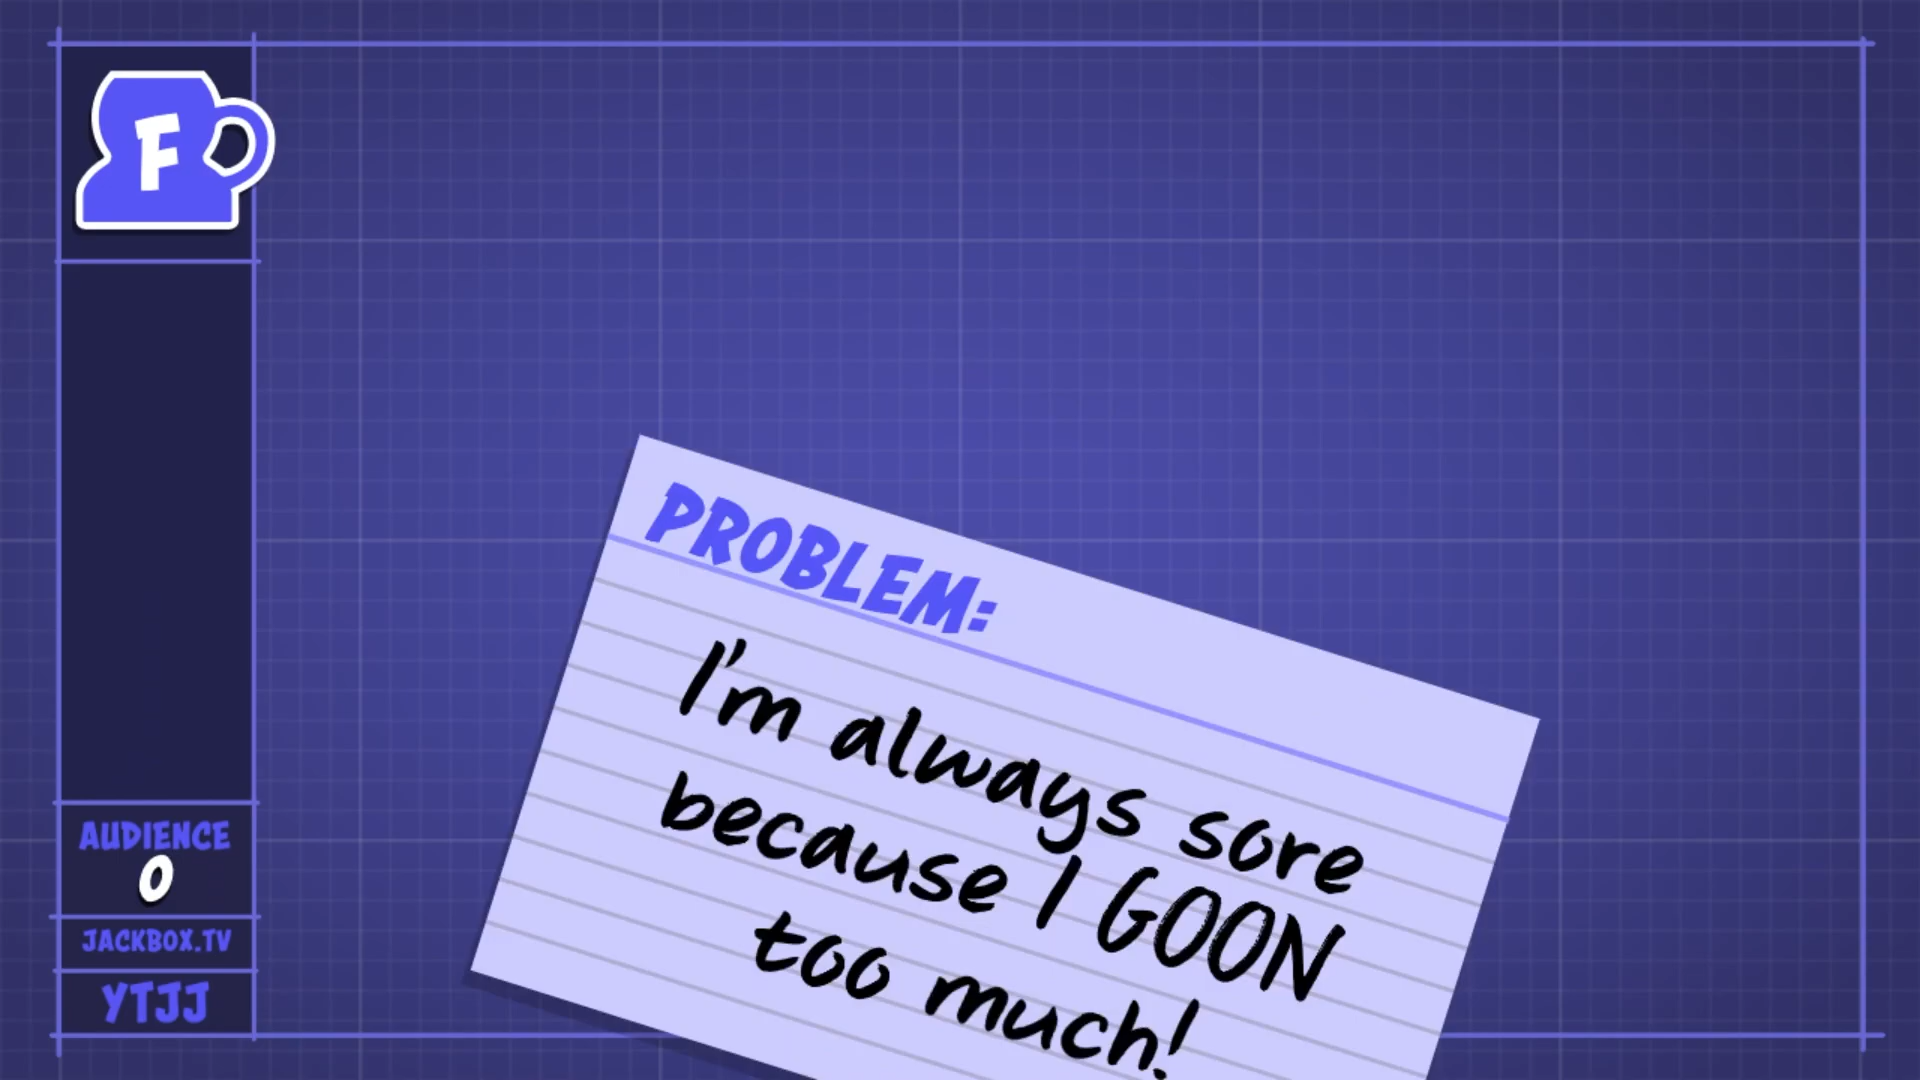 F
PROBLEM:
I'm always sore
because I GOON
too much!
AUDIENCE
0
JACKBOX.TV
YTJJ